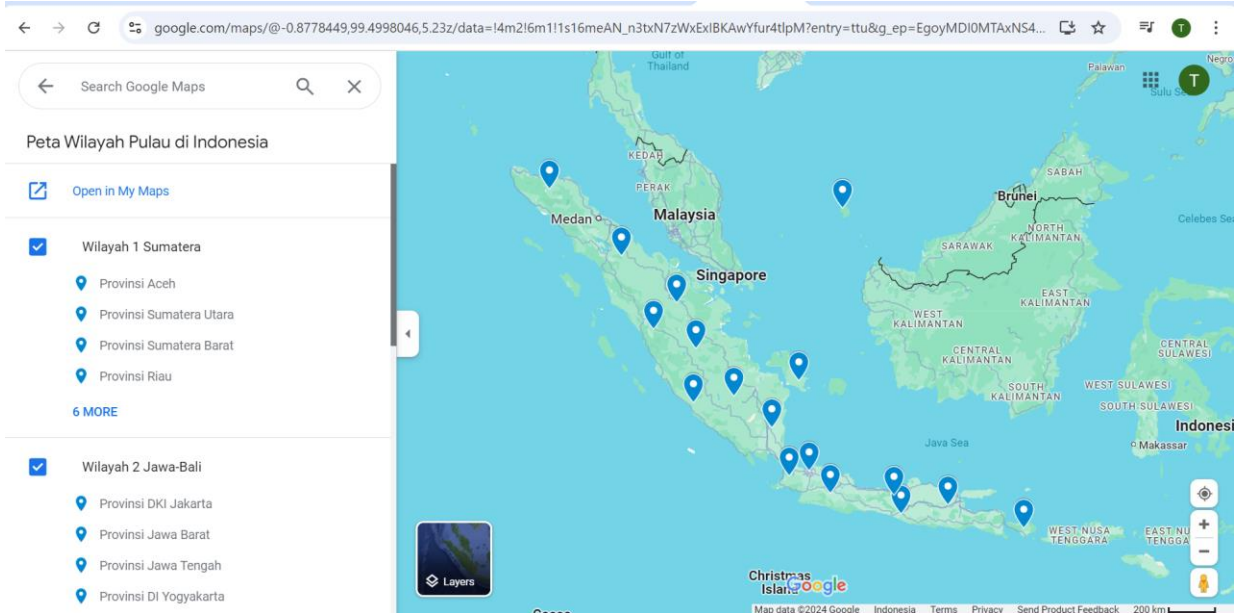 google.com/maps/@-0.8778449,99.4998046,5.23z/data=!4m2!6m1!1s16meAN_n3txN7zWxExIBKAwYfur4tlpM?entry=ttu&g_ep=EgoyMDI0MTAxNS4...
T
Search Google Maps
Peta Wilayah Pulau di Indonesia
Open in My Maps
Wilayah 1 Sumatera
Provinsi Aceh
Provinsi Sumatera Utara
Provinsi Sumatera Barat
Provinsi Riau
6 MORE
Wilayah 2 Jawa-Bali
Provinsi DKI Jakarta
Provinsi Jawa Barat
Provinsi Jawa Tengah
Provinsi DI Yogyakarta
Gulf of
Thailand
Palawan
Negro
Sulu Se
T
KEDAH
PERAK
SABAH
Brunei
Medan
Malaysia
Celebes Se
NORTH
KALIMANTAN
SARAWAK
Singapore
EAST
KALIMANTAN
WEST
KALIMANTAN
CENTRAL
KALIMANTAN
CENTRAL
SULAWESI
SOUTH
KALIMANTAN
WEST SULAWESI
SOUTH SULAWESI
Indonesi
Java Sea
Makassar
WEST NUSA
TENGGARA
EAST NU
TENGGA
Layers
Christmas
Island
Google
Map data ©2024 Google Indonesia Terms Privacy Send Product Feedback 200 km